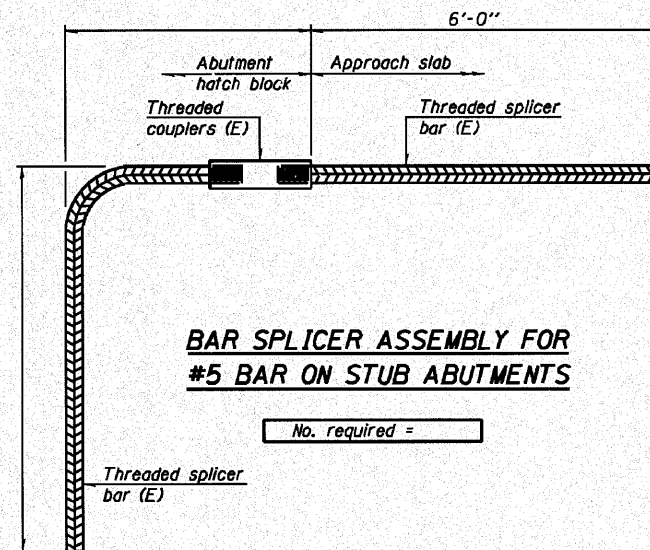 6'-0"
Abutment
hatch block
Approach slab
Threaded
couplers (E)
Threaded splicer
bar (E)
BAR SPLICER ASSEMBLY FOR
#5 BAR ON STUB ABUTMENTS
No. required =
Threaded splicer
bar (E)